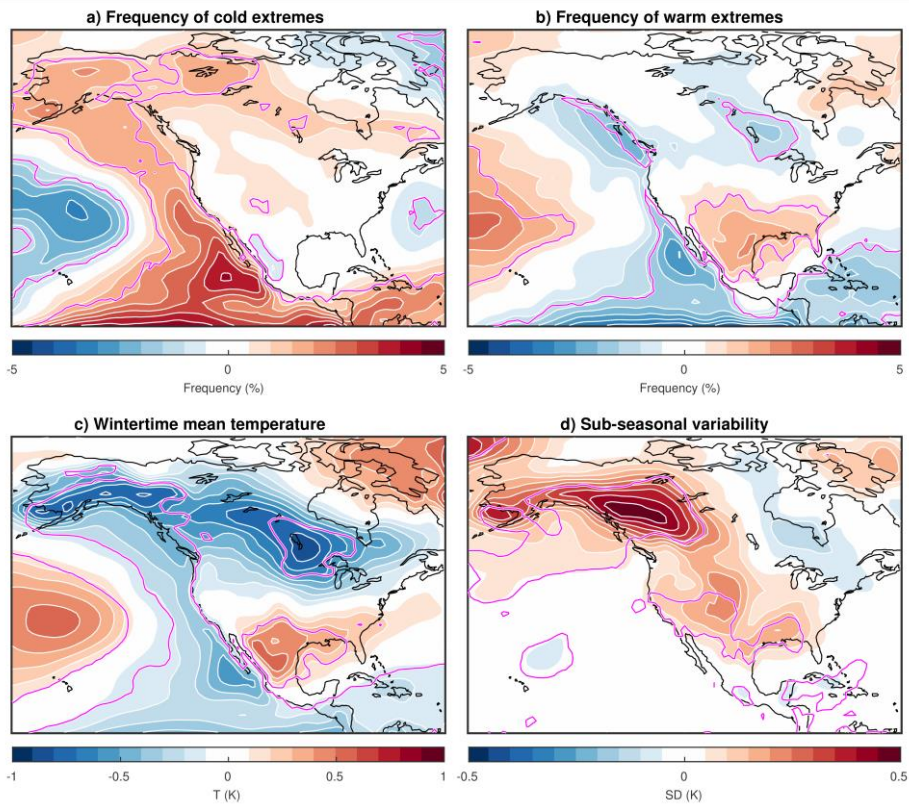 a) Frequency of cold extremes
b) Frequency of warm extremes
-5 0 5
Frequency (%)
-5 0 5
Frequency (%)
c) Wintertime mean temperature
d) Sub-seasonal variability
-1 -0.5 0 0.5 1
T (K)
-0.5 0 0.5
SD (K)